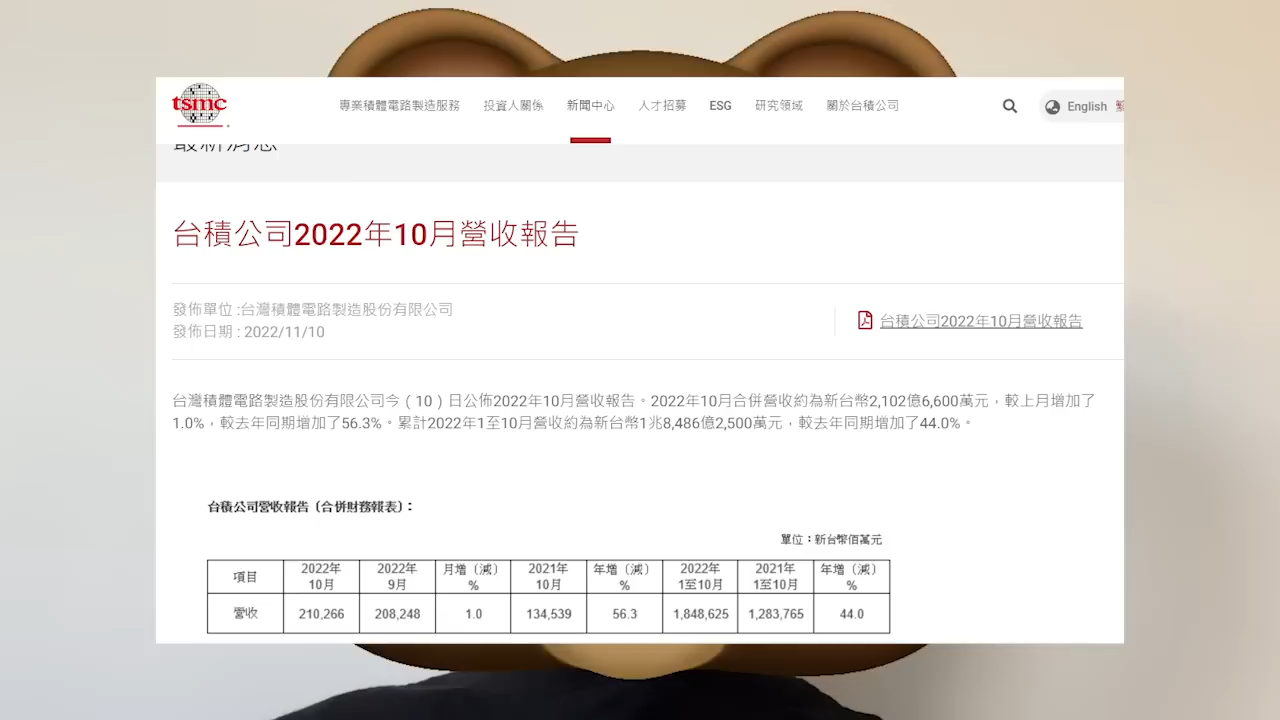 tsmc
專業積體電路製造服務 投資人關係 新聞中心 人才招募 ESG 研究領域 關於台積公司 English 繁
最新消息
台積公司2022年10月營收報告
發佈單位 :台灣積體電路製造股份有限公司
發佈日期 : 2022/11/10
台積公司2022年10月營收報告
台灣積體電路製造股份有限公司今(10)日公佈2022年10月營收報告。2022年10月合併營收約為新台幣2,102億6,600萬元,較上月增加了
1.0%,較去年同期增加了56.3%。累計2022年1至10月營收約為新台幣1兆8,486億2,500萬元,較去年同期增加了44.0%。
台積公司營收報告(合併財務報表):
單位:新台幣佰萬元
項目 2022年10月 2022年9月 月增(減)% 2021年10月 年增(減)% 2022年1至10月 2021年1至10月 年增(減)%
營收 210,266 208,248 1.0 134,539 56.3 1,848,625 1,283,765 44.0